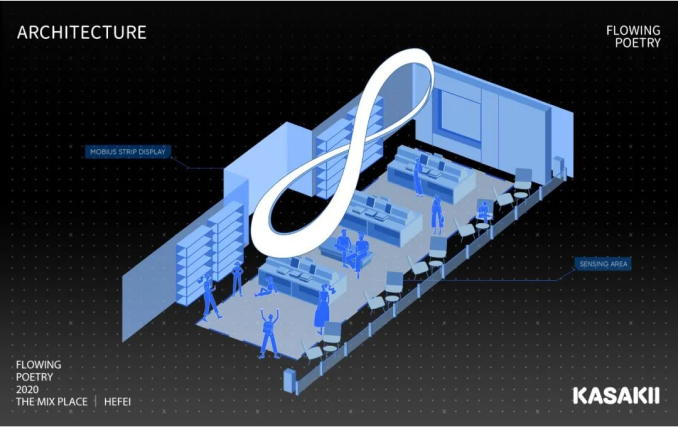 ARCHITECTURE
FLOWING
POETRY
MOBIUS STRIP DISPLAY
SENSING AREA
FLOWING
POETRY
2020
THE MIX PLACE | HEFEI
KASAKII